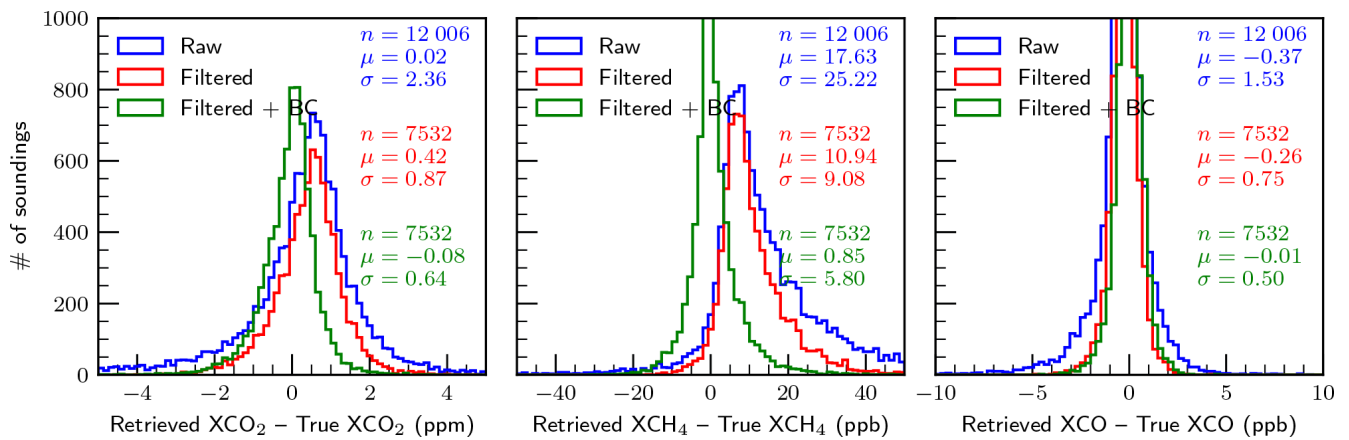 # of soundings
1000
800
600
400
200
0
Raw
Filtered
Filtered + BC
n = 12 006
μ = 0.02
σ = 2.36
n = 7532
μ = 0.42
σ = 0.87
n = 7532
μ = −0.08
σ = 0.64
−4 −2 0 2 4
Retrieved XCO₂ – True XCO₂ (ppm)
Raw
Filtered
Filtered + BC
n = 12 006
μ = 17.63
σ = 25.22
n = 7532
μ = 10.94
σ = 9.08
n = 7532
μ = 0.85
σ = 5.80
−40 −20 0 20 40
Retrieved XCH₄ – True XCH₄ (ppb)
Raw
Filtered
Filtered + BC
n = 12 006
μ = −0.37
σ = 1.53
n = 7532
μ = −0.26
σ = 0.75
n = 7532
μ = −0.01
σ = 0.50
−10 −5 0 5 10
Retrieved XCO – True XCO (ppb)